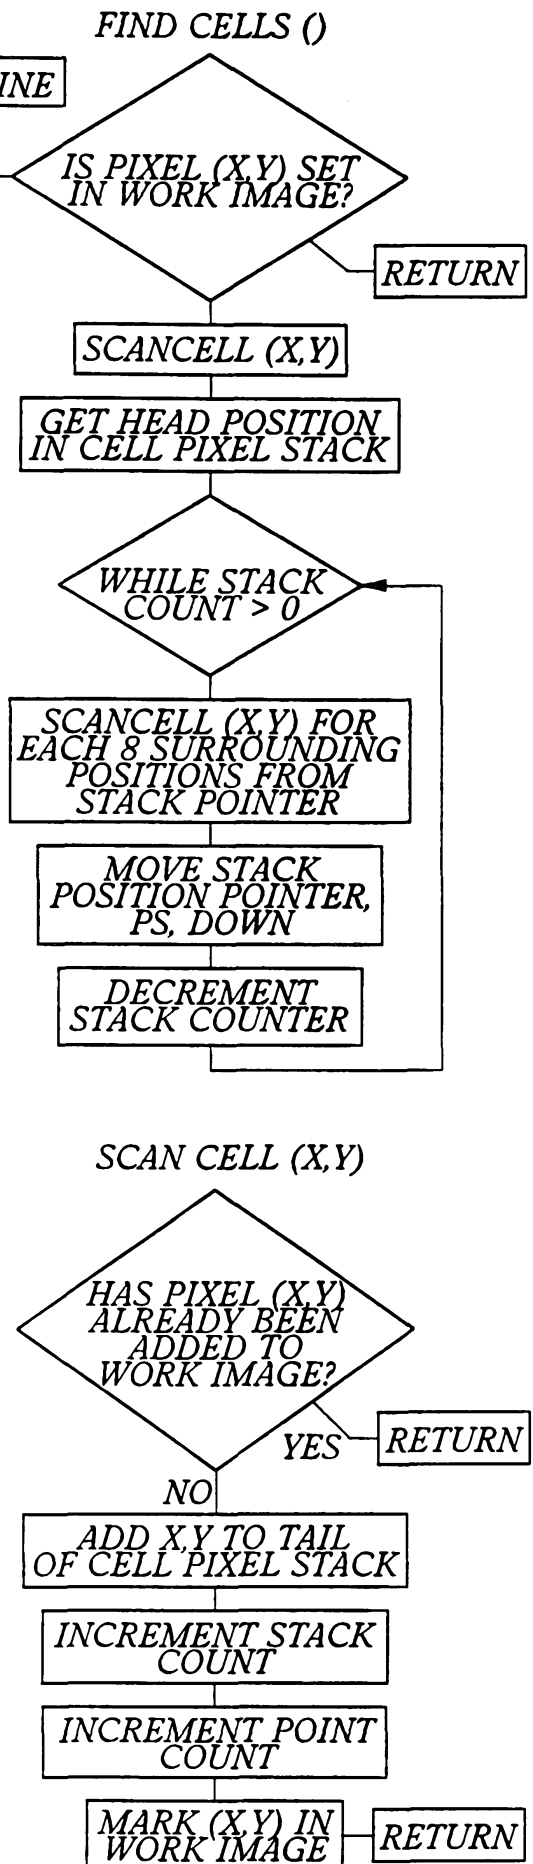 FIND CELLS ()
INE
IS PIXEL (X,Y) SET
IN WORK IMAGE?
RETURN
SCANCELL (X,Y)
GET HEAD POSITION
IN CELL PIXEL STACK
WHILE STACK
COUNT > 0
SCANCELL (X,Y) FOR
EACH 8 SURROUNDING
POSITIONS FROM
STACK POINTER
MOVE STACK
POSITION POINTER,
PS, DOWN
DECREMENT
STACK COUNTER
SCAN CELL (X,Y)
HAS PIXEL (X,Y)
ALREADY BEEN
ADDED TO
WORK IMAGE?
YES
RETURN
NO
ADD X,Y TO TAIL
OF CELL PIXEL STACK
INCREMENT STACK
COUNT
INCREMENT POINT
COUNT
MARK (X,Y) IN
WORK IMAGE
RETURN